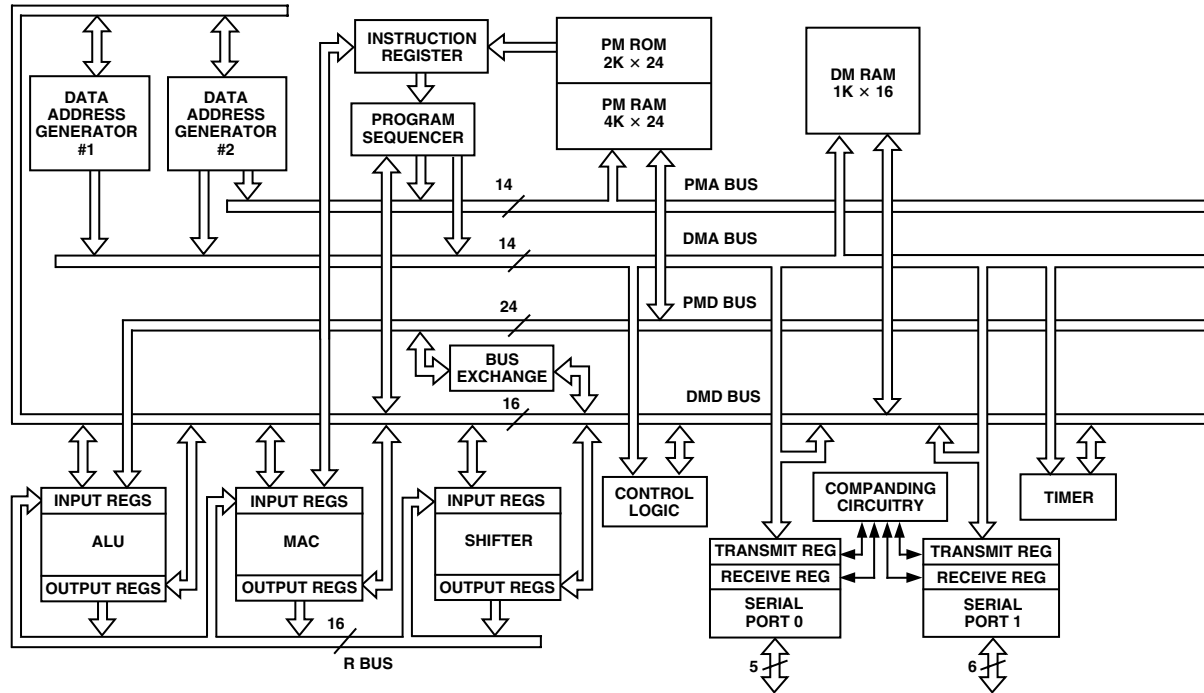 INSTRUCTION
REGISTER
PM ROM
2K × 24
PM RAM
4K × 24
DM RAM
1K × 16
DATA
ADDRESS
GENERATOR
#1
DATA
ADDRESS
GENERATOR
#2
PROGRAM
SEQUENCER
14
PMA BUS
14
DMA BUS
24
PMD BUS
BUS
EXCHANGE
16
DMD BUS
INPUT REGS
ALU
OUTPUT REGS
INPUT REGS
MAC
OUTPUT REGS
INPUT REGS
SHIFTER
OUTPUT REGS
16
R BUS
CONTROL
LOGIC
COMPANDING
CIRCUITRY
TIMER
TRANSMIT REG
RECEIVE REG
SERIAL
PORT 0
5
TRANSMIT REG
RECEIVE REG
SERIAL
PORT 1
6